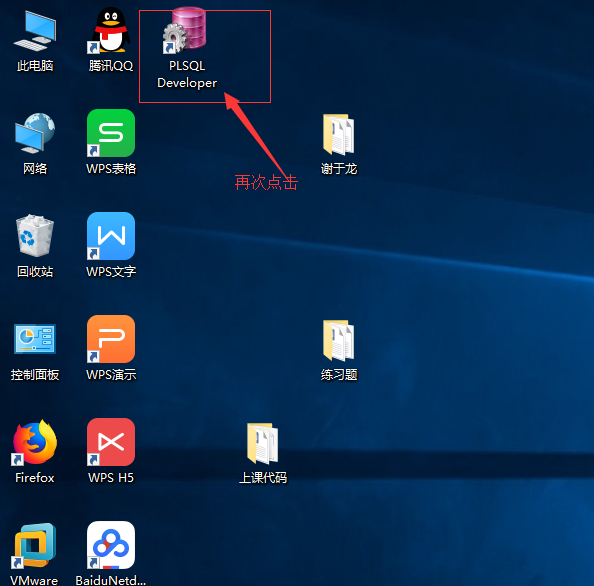 此电脑
腾讯QQ
PLSQL
Developer
再次点击
网络
WPS表格
谢于龙
回收站
WPS文字
控制面板
WPS演示
练习题
Firefox
WPS H5
上课代码
VMware
BaiduNetd...